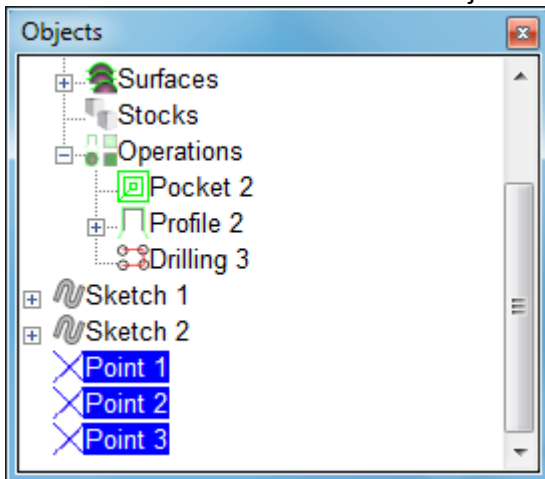 Objects
Surfaces
Stocks
Operations
Pocket 2
Profile 2
Drilling 3
Sketch 1
Sketch 2
Point 1
Point 2
Point 3